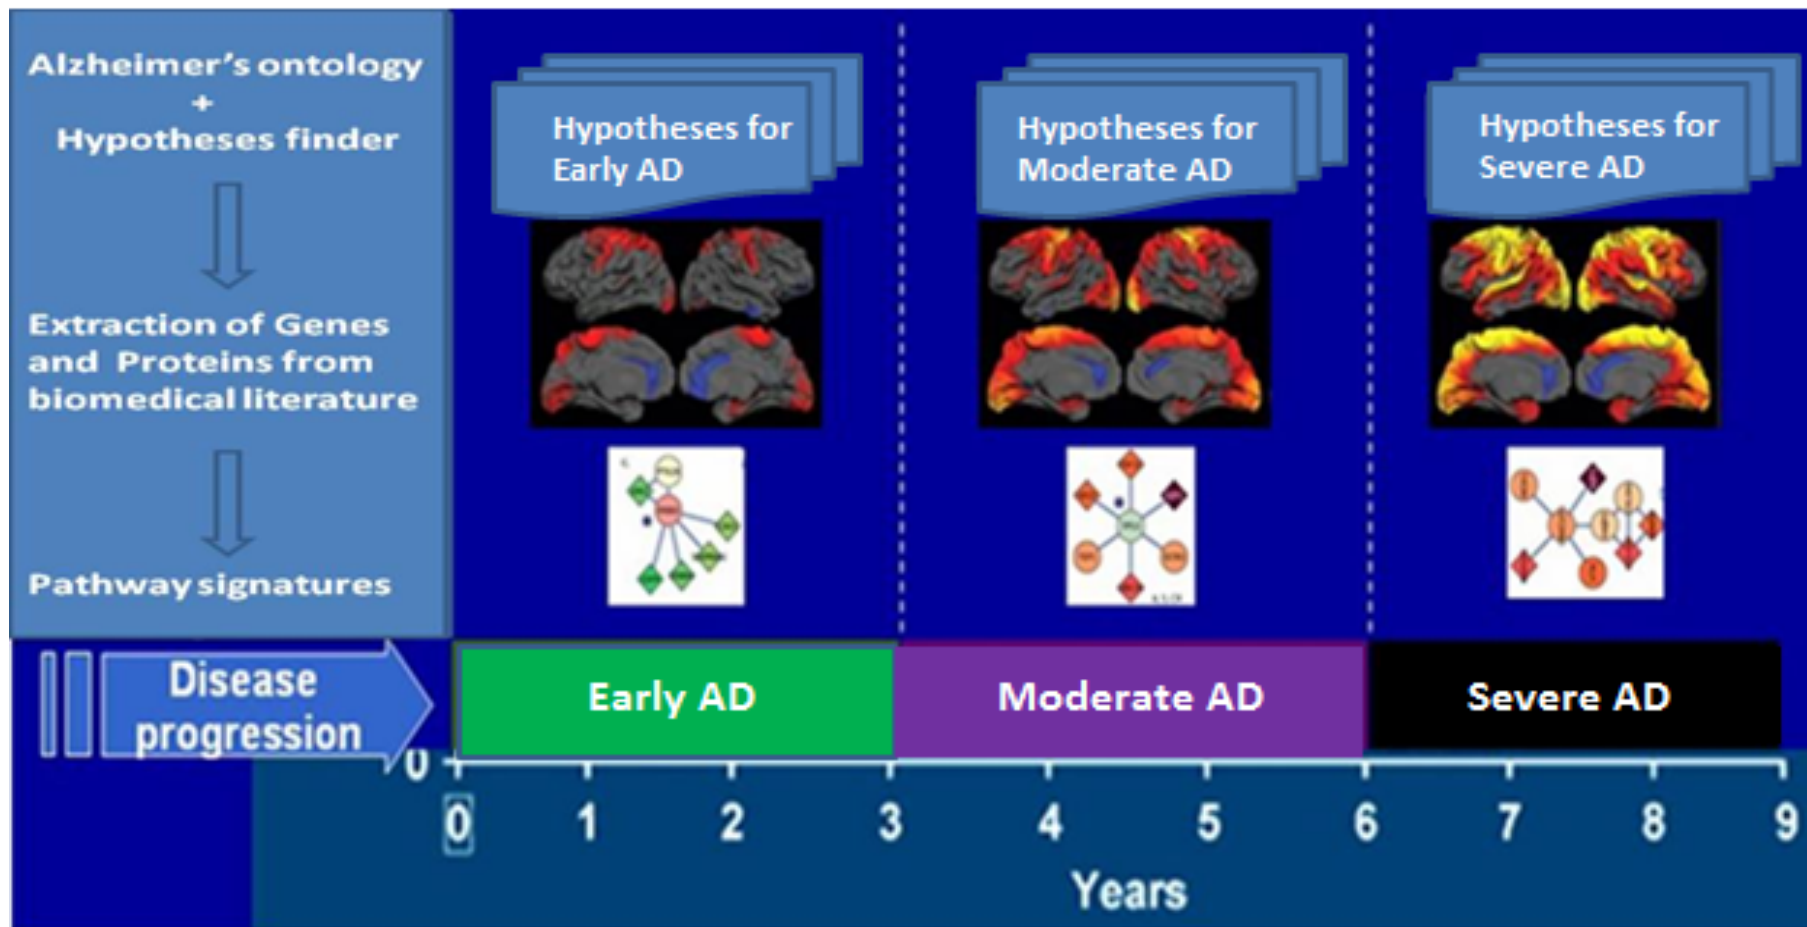 Alzheimer's ontology
+
Hypotheses finder
Extraction of Genes
and Proteins from
biomedical literature
Pathway signatures
Hypotheses for
Early AD
Hypotheses for
Moderate AD
Hypotheses for
Severe AD
Disease
progression
Early AD
Moderate AD
Severe AD
0
0 1 2 3 4 5 6 7 8 9
Years